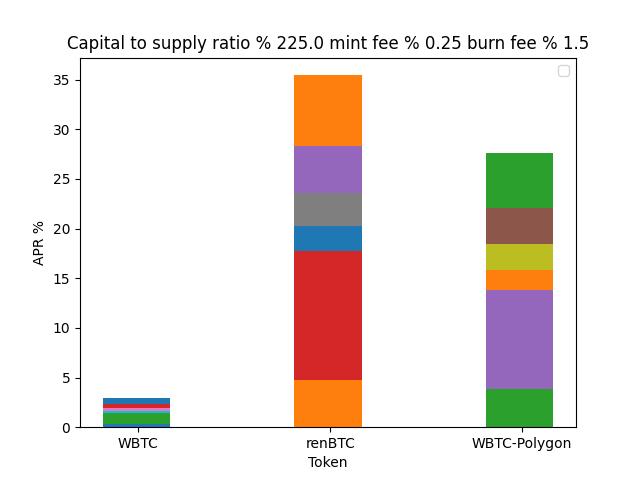 Capital to supply ratio % 225.0 mint fee % 0.25 burn fee % 1.5
35
30
25
20
15
10
5
0
APR %
WBTC renBTC WBTC-Polygon
Token